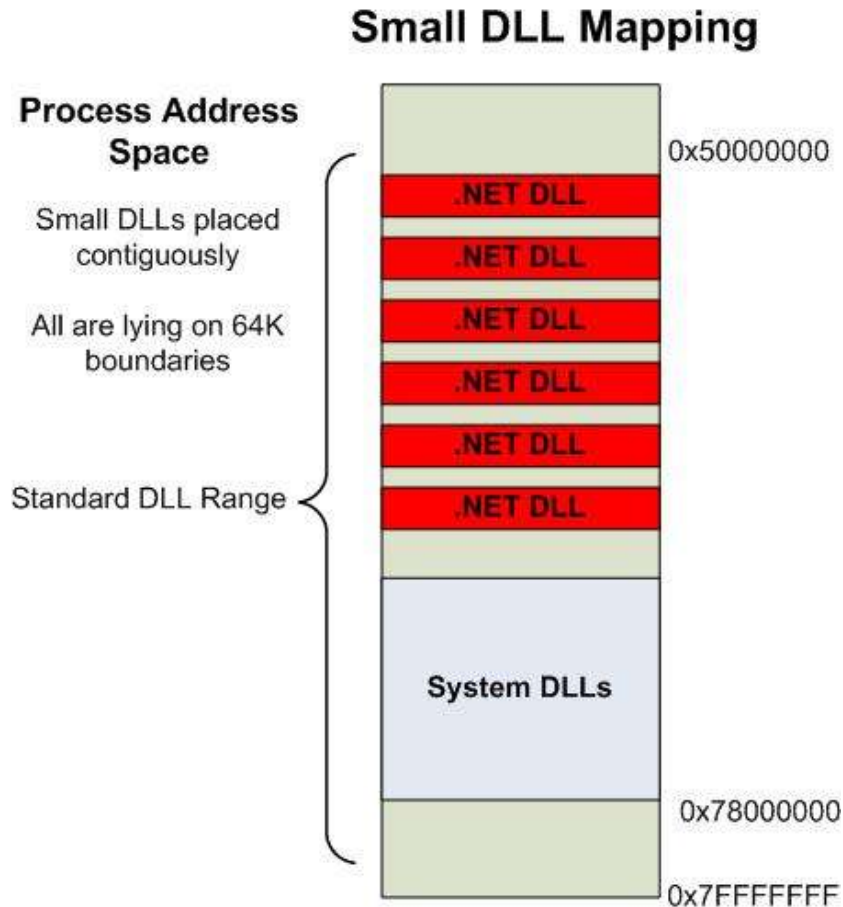 Small DLL Mapping
Process Address
Space
Small DLLs placed
contiguously
All are lying on 64K
boundaries
Standard DLL Range
0x50000000
.NET DLL
.NET DLL
.NET DLL
.NET DLL
.NET DLL
.NET DLL
System DLLs
0x78000000
0x7FFFFFFF